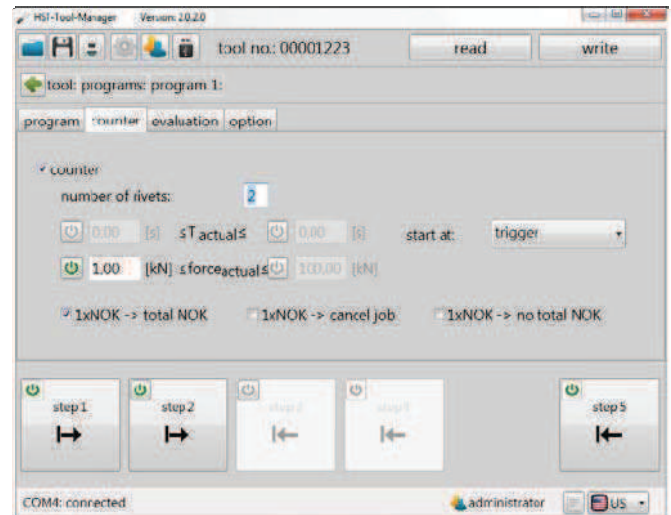 HST-Tool-Manager Version: 2.0.2.0
tool no.: 00001223 read write
tool: programs: program 1:
program counter evaluation option
counter
number of rivets: 2
0.00 [s] ≤T actual≤ 0.00 [s] start at: trigger
1.00 [kN] ≤force actual≤ 100.00 [kN]
1xNOK -> total NOK 1xNOK -> cancel job 1xNOK -> no total NOK
step 1 step 2 step 5
COM4: connected administrator US